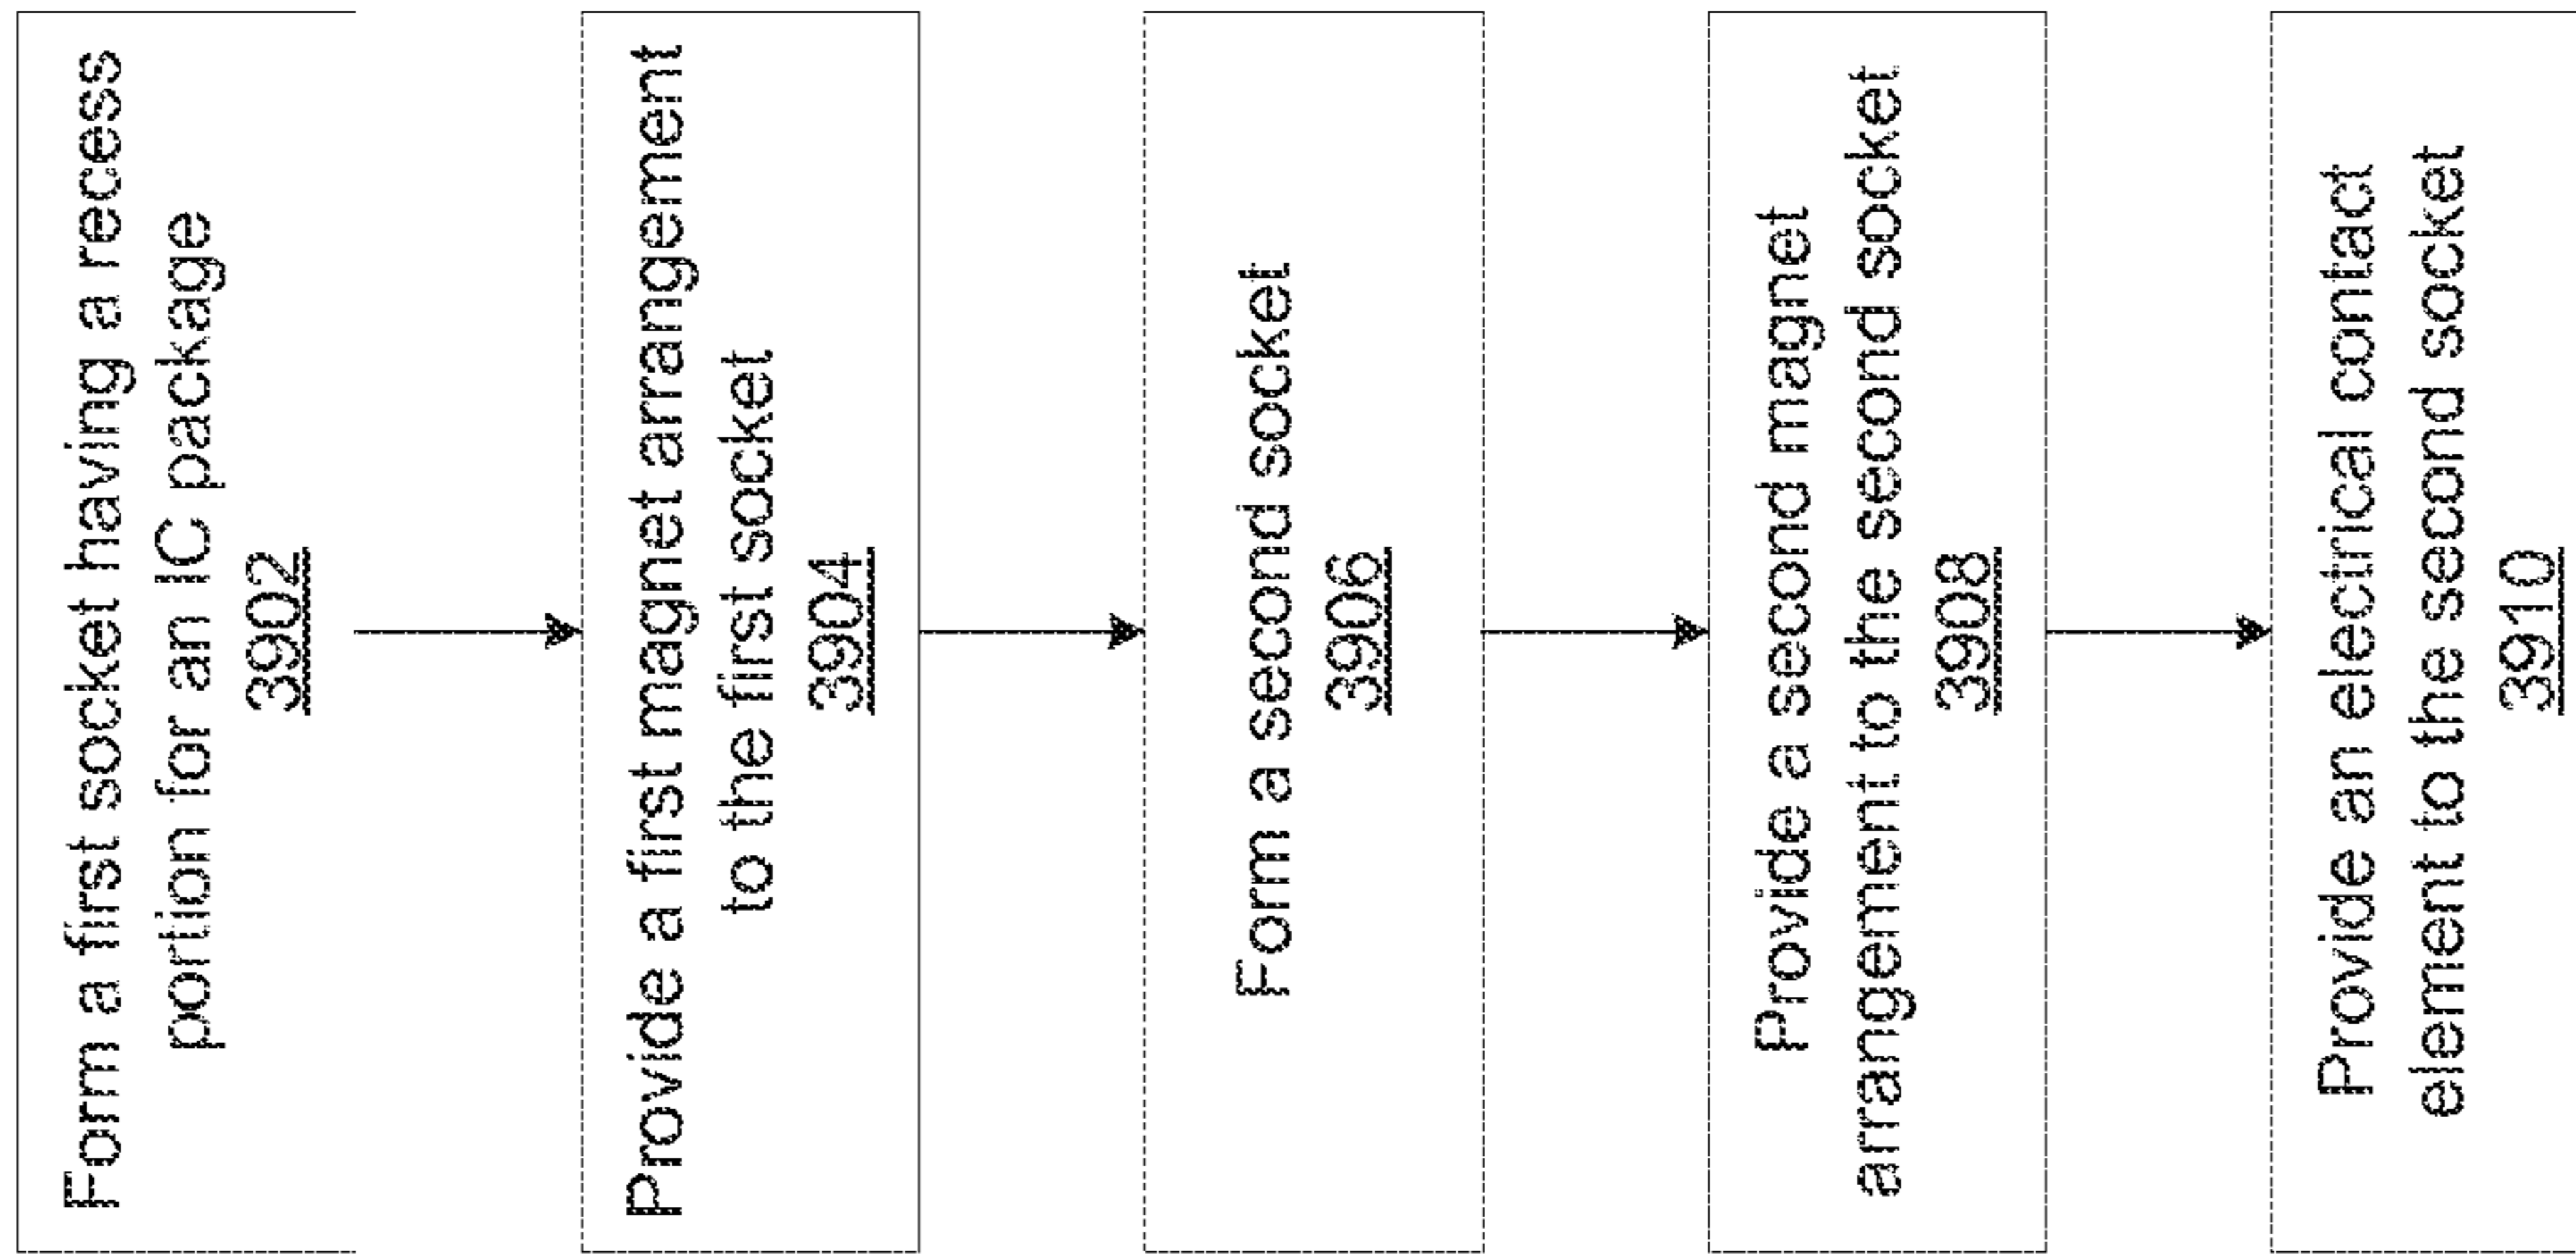 Form a first socket having a recess
portion for an IC package
3902
Provide a first magnet arrangement
to the first socket
3904
Form a second socket
3906
Provide a second magnet
arrangement to the second socket
3908
Provide an electrical contact
element to the second socket
3910